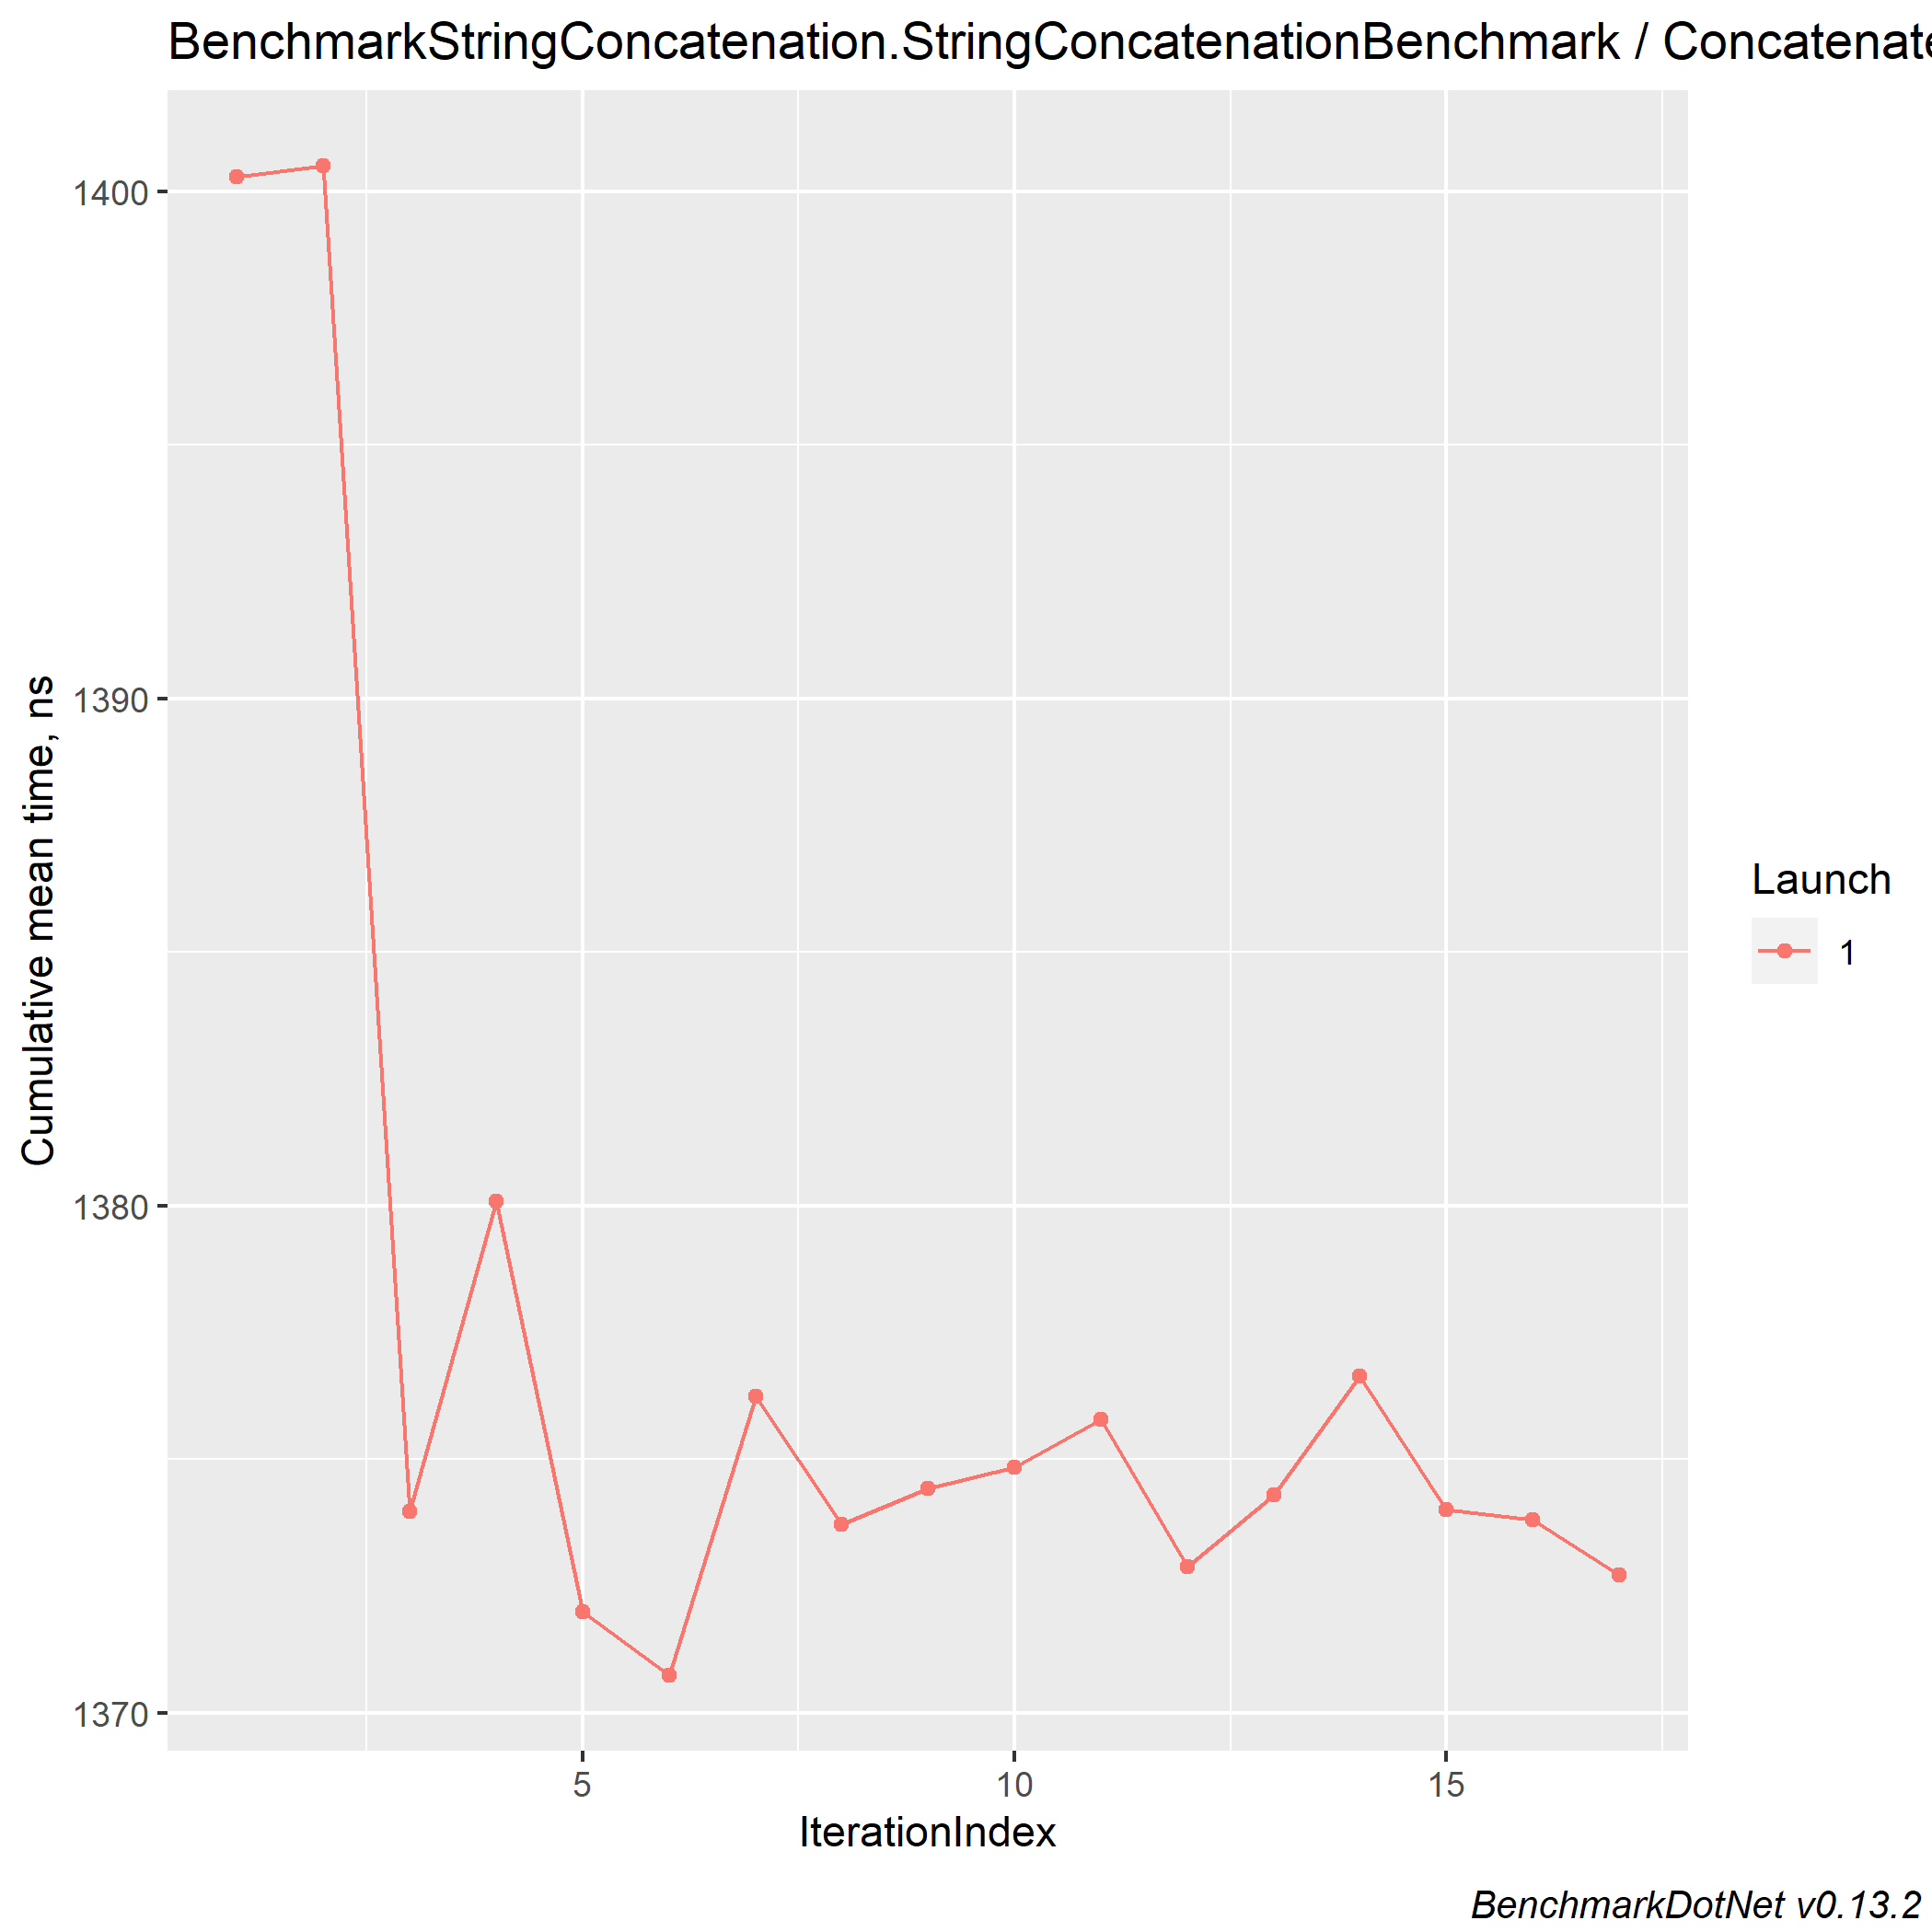 BenchmarkStringConcatenation.StringConcatenationBenchmark / Concatenate
1400
1390
1380
1370
Cumulative mean time, ns
5 10 15
IterationIndex
Launch
1
BenchmarkDotNet v0.13.2